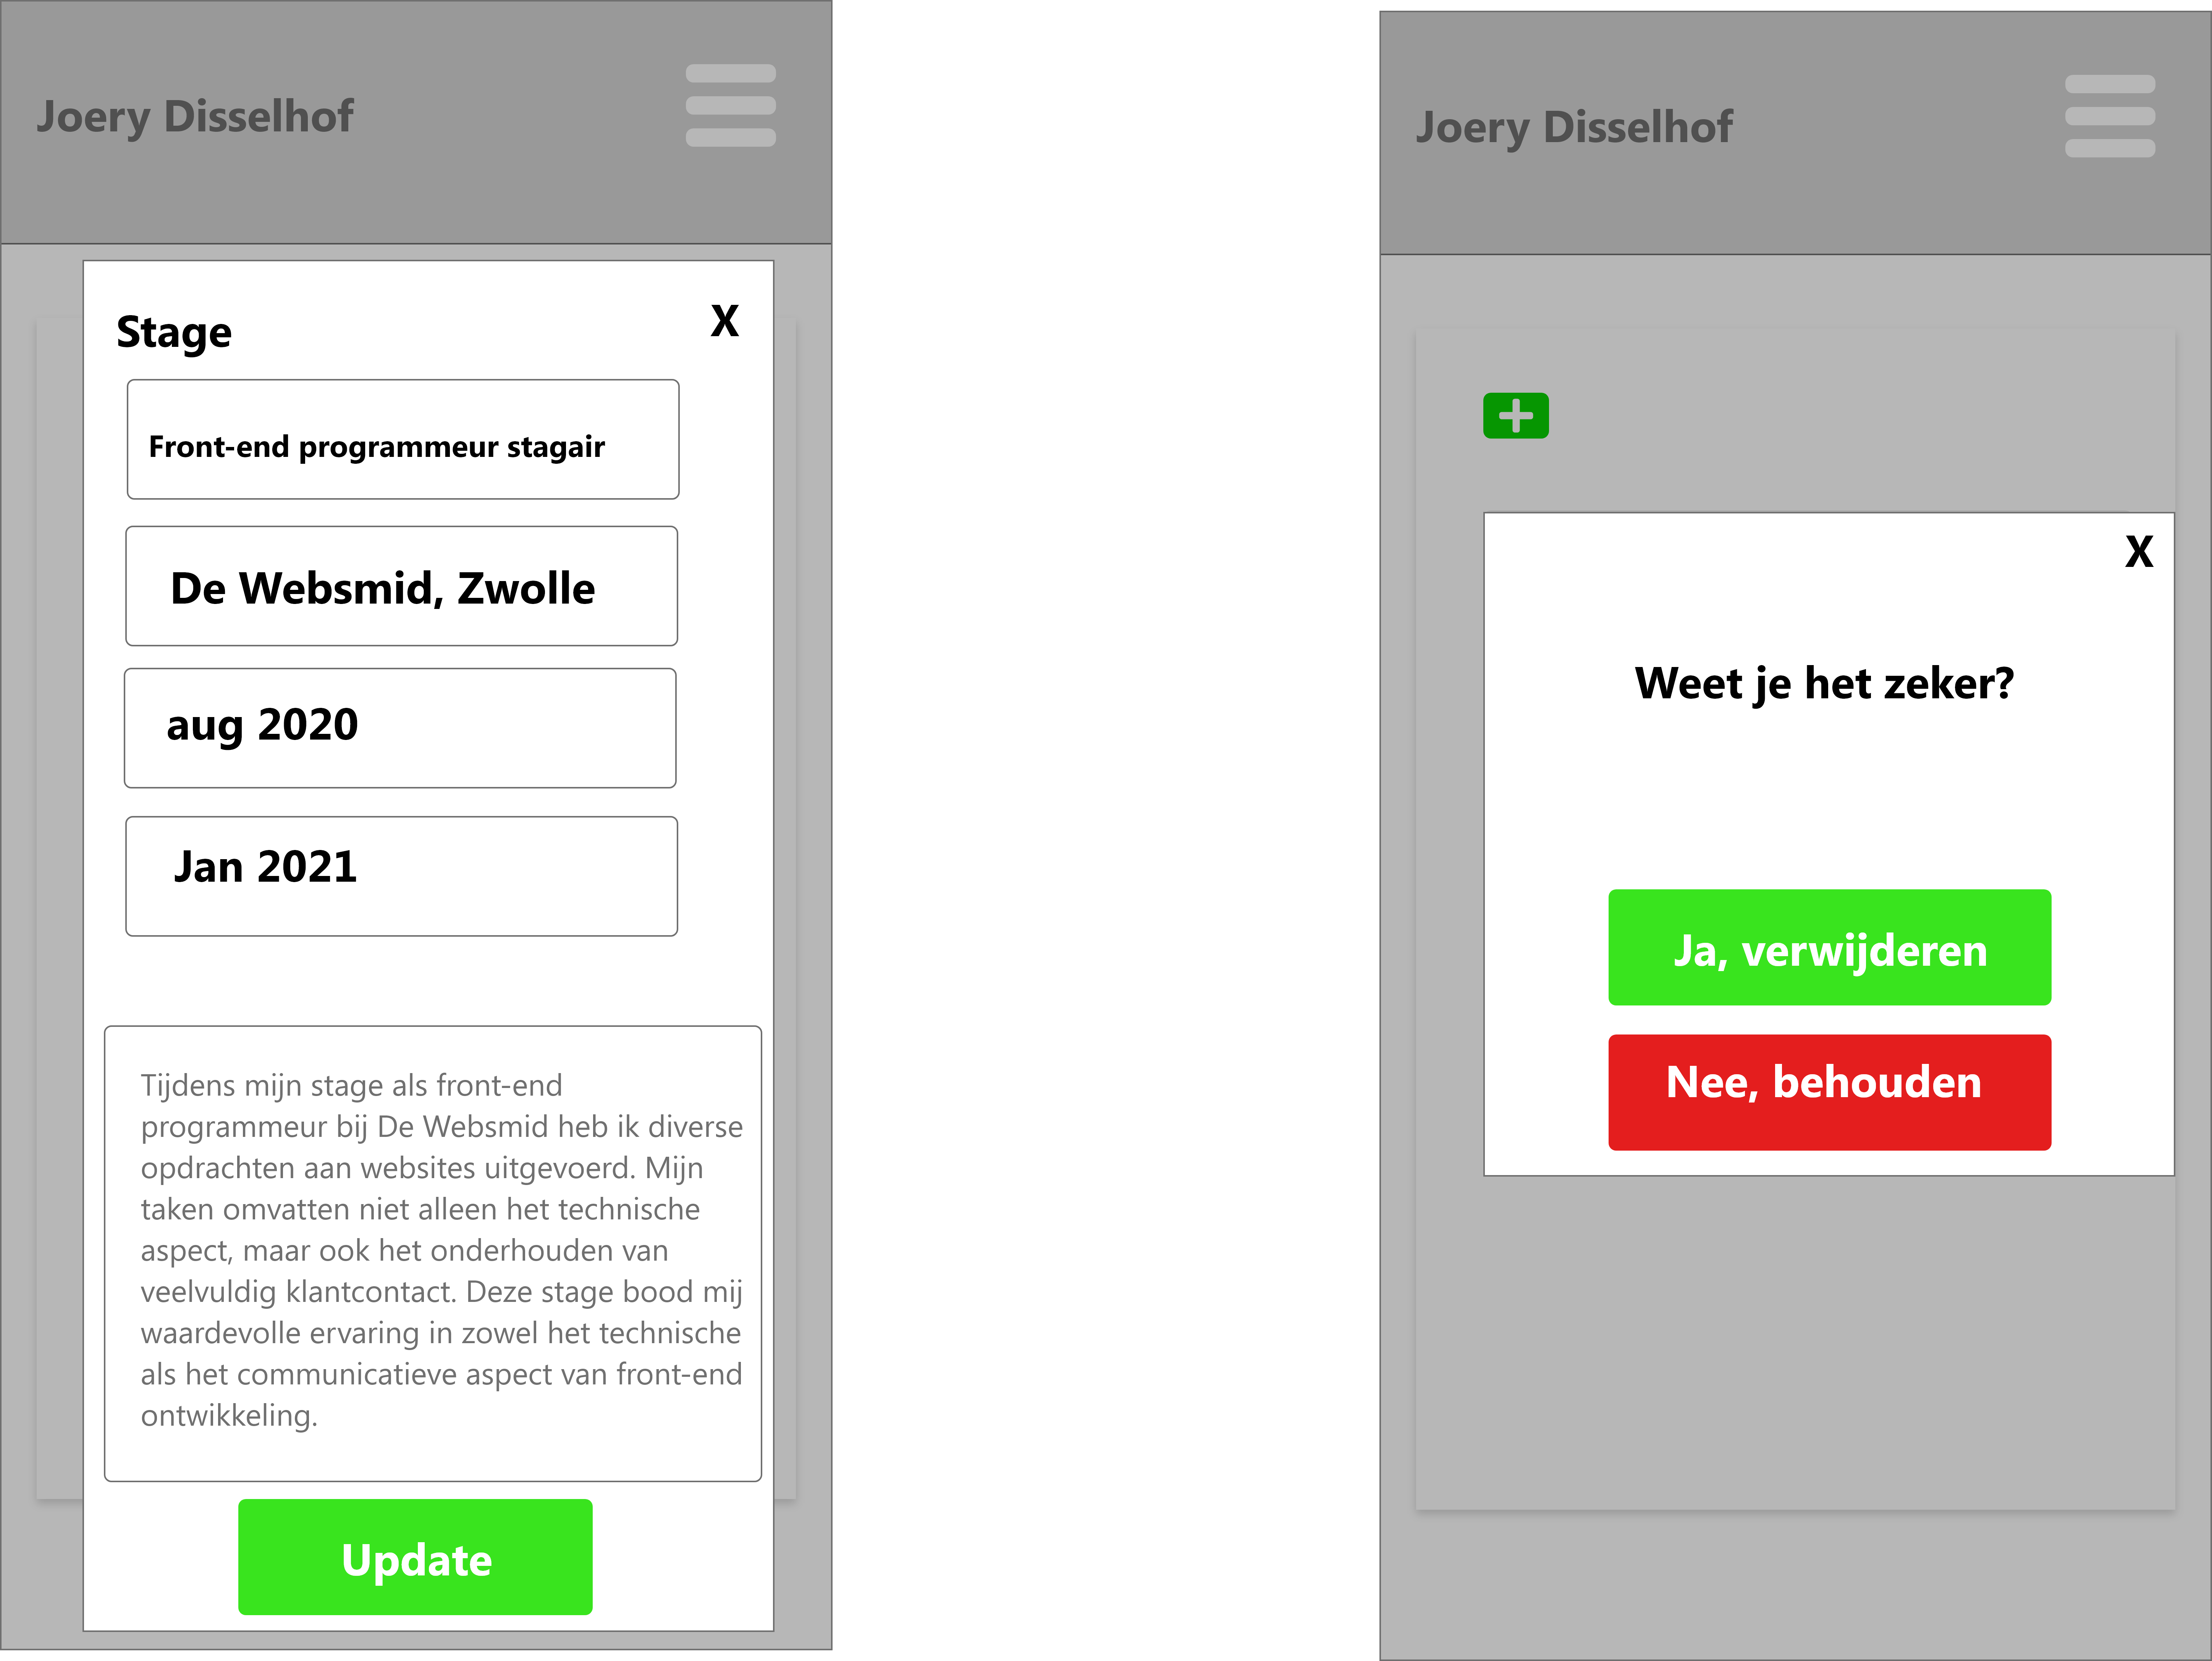 Joery Disselhof
Stage
X
Front-end programmeur stagair
De Websmid, Zwolle
aug 2020
Jan 2021
Tijdens mijn stage als front-end
programmeur bij De Websmid heb ik diverse
opdrachten aan websites uitgevoerd. Mijn
taken omvatten niet alleen het technische
aspect, maar ook het onderhouden van
veelvuldig klantcontact. Deze stage bood mij
waardevolle ervaring in zowel het technische
als het communicatieve aspect van front-end
ontwikkeling.
Update
Joery Disselhof
X
Weet je het zeker?
Ja, verwijderen
Nee, behouden